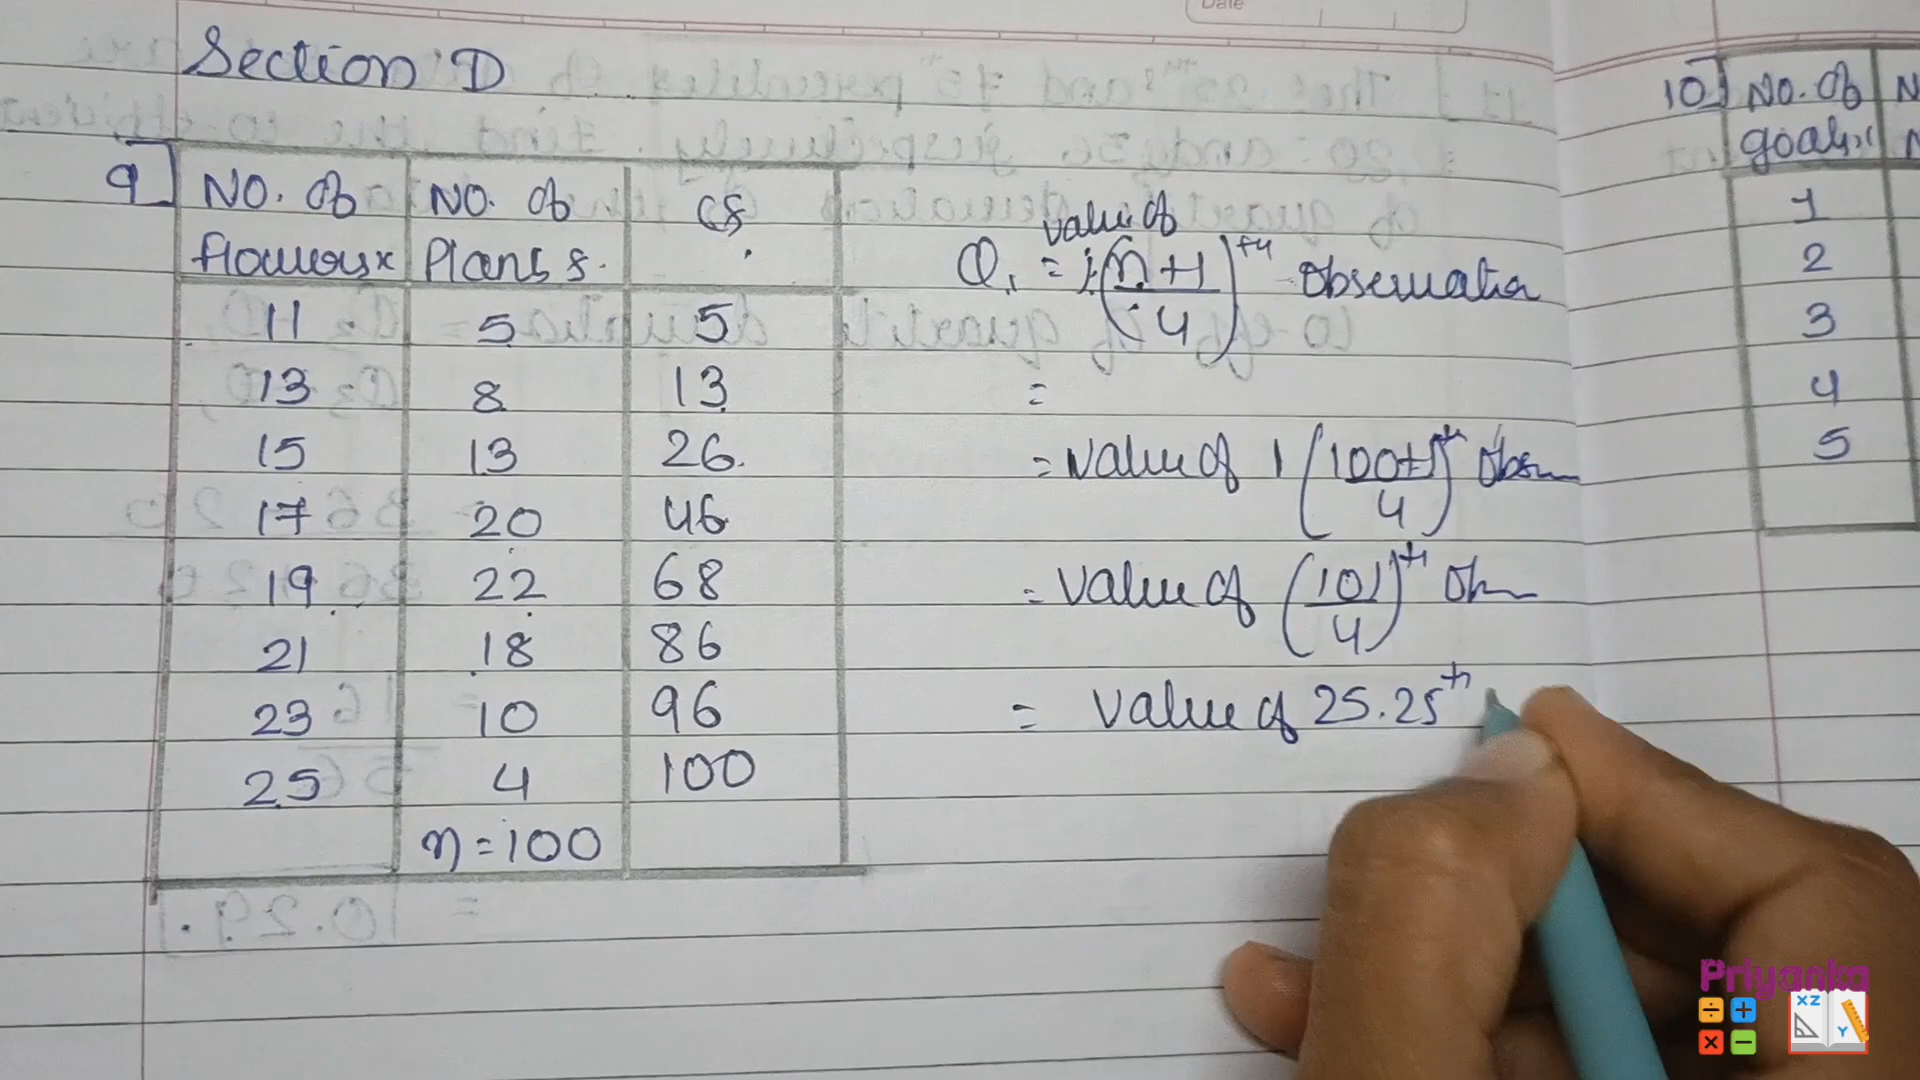 Date
Section D
9] No. of flowers x | No. of Plants f. | cf
11 | 5 | 5
13 | 8 | 13
15 | 13 | 26
17 | 20 | 46
19 | 22 | 68
21 | 18 | 86
23 | 10 | 96
25 | 4 | 100
n = 100
value of
Q₁ = i(n+1/4)th Observation
=
= Value of 1 (100+1/4)th Obsn
= Value of (101/4)th Obn
= Value of 25.25th
10] No. of
goals x
1
2
3
4
5
Priyanka
XZ
Y